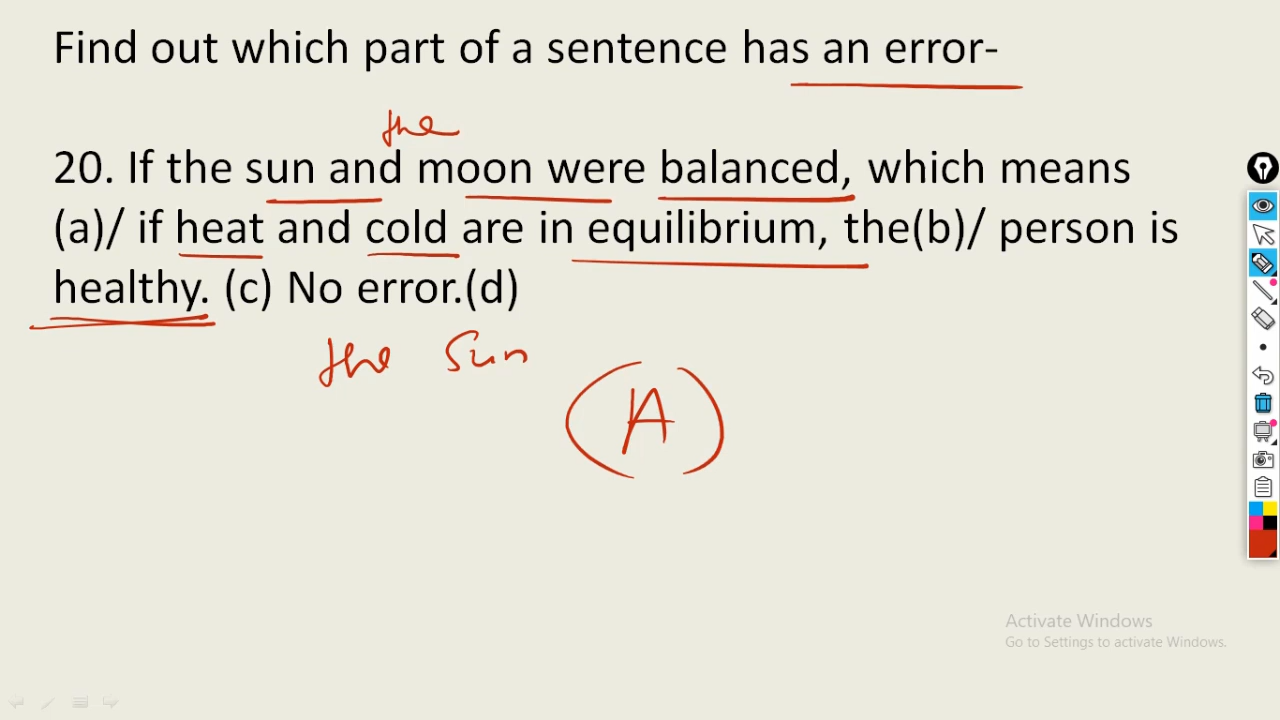 Find out which part of a sentence has an error-
the
20. If the sun and moon were balanced, which means
(a)/ if heat and cold are in equilibrium, the(b)/ person is
healthy. (c) No error.(d)
the Sun
(A)
Activate Windows
Go to Settings to activate Windows.